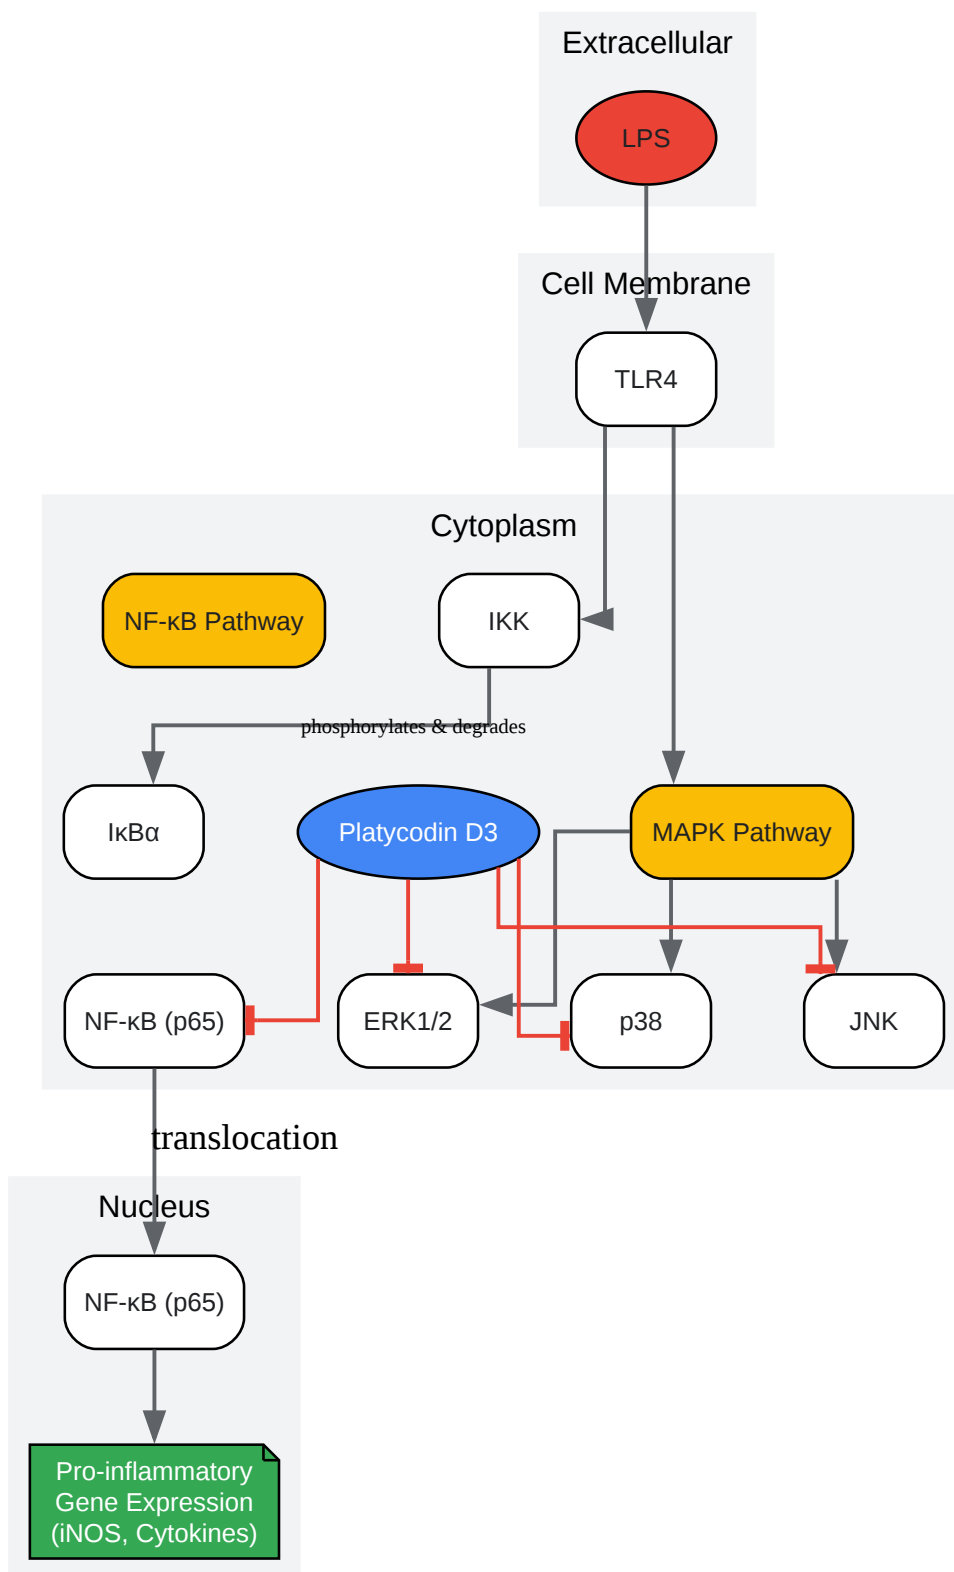 Extracellular
LPS
Cell Membrane
TLR4
Cytoplasm
NF-κB Pathway
IKK
phosphorylates & degrades
IκBα
Platycodin D3
MAPK Pathway
NF-κB (p65)
ERK1/2
p38
JNK
translocation
Nucleus
NF-κB (p65)
Pro-inflammatory
Gene Expression
(iNOS, Cytokines)